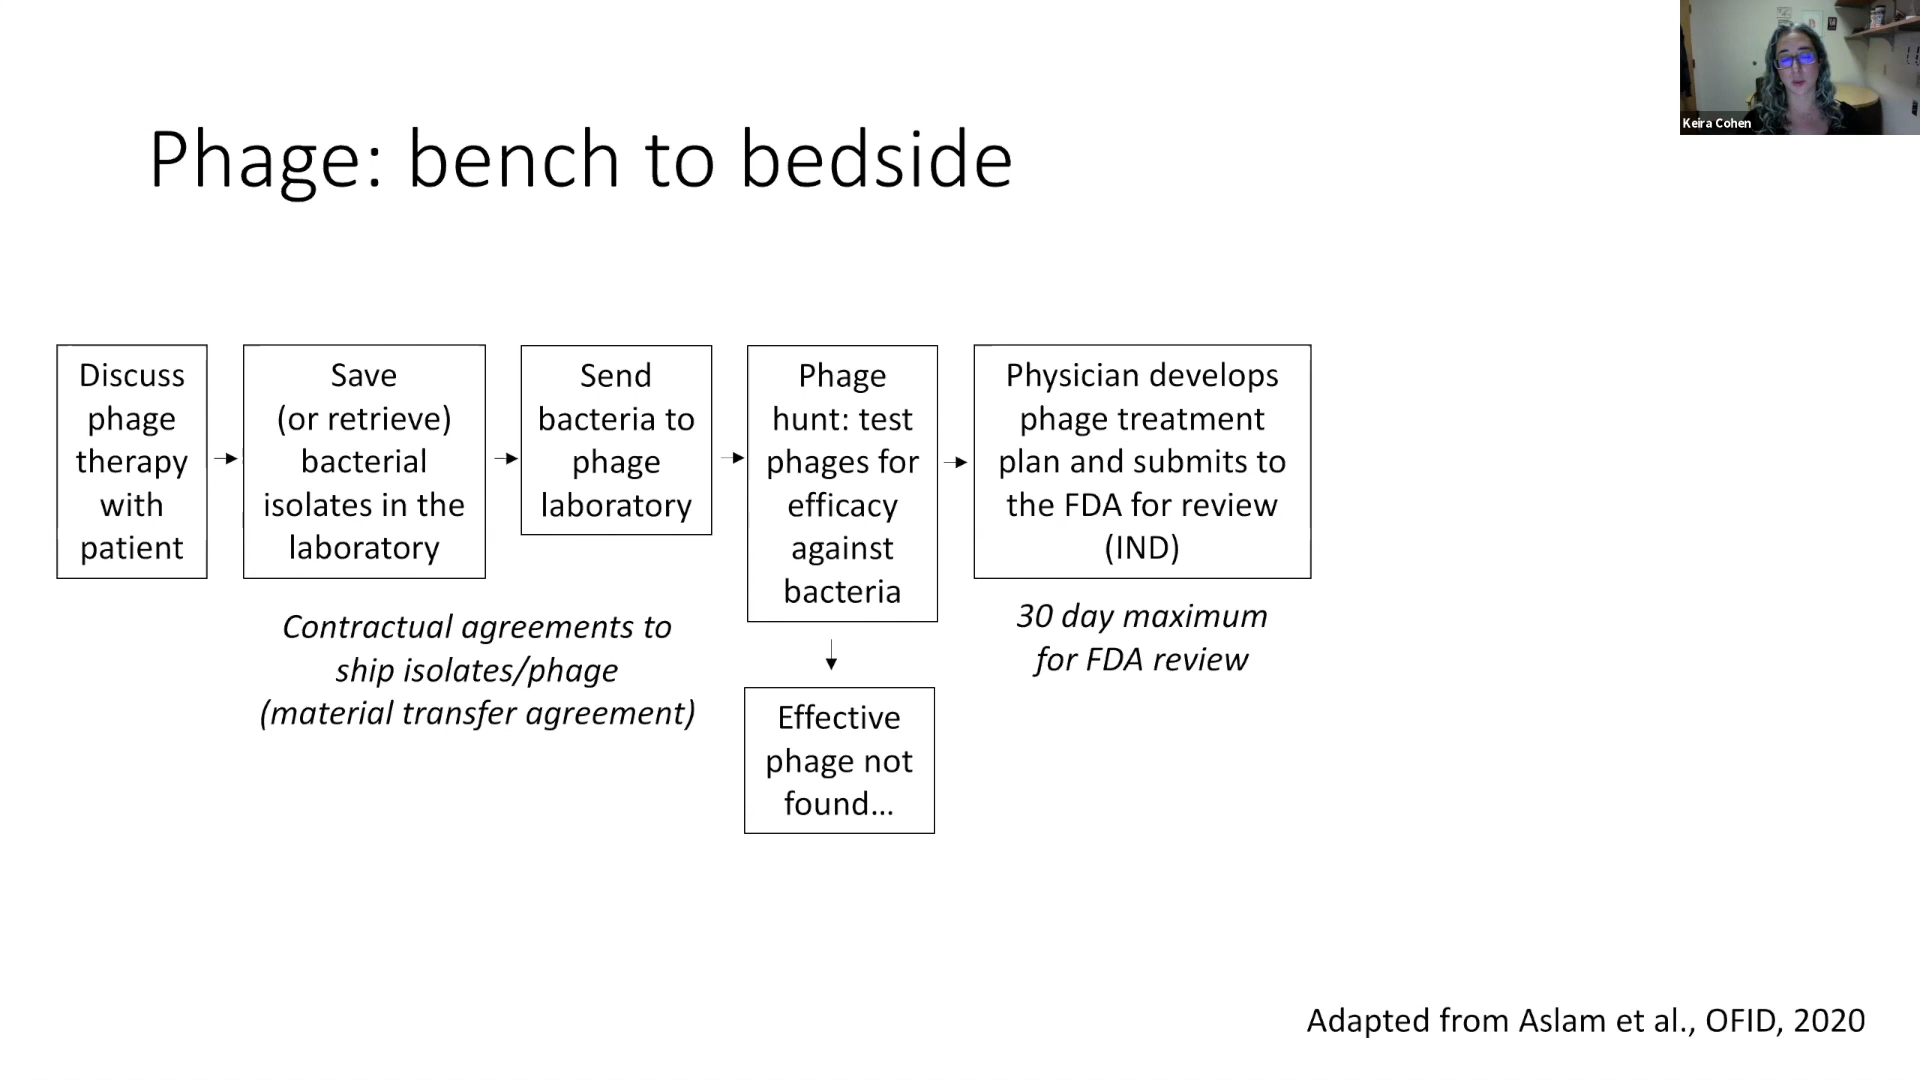 Keira Cohen
Phage: bench to bedside
Discuss
phage
therapy
with
patient
Save
(or retrieve)
bacterial
isolates in the
laboratory
Send
bacteria to
phage
laboratory
Phage
hunt: test
phages for
efficacy
against
bacteria
Physician develops
phage treatment
plan and submits to
the FDA for review
(IND)
Contractual agreements to
ship isolates/phage
(material transfer agreement)
30 day maximum
for FDA review
Effective
phage not
found...
Adapted from Aslam et al., OFID, 2020